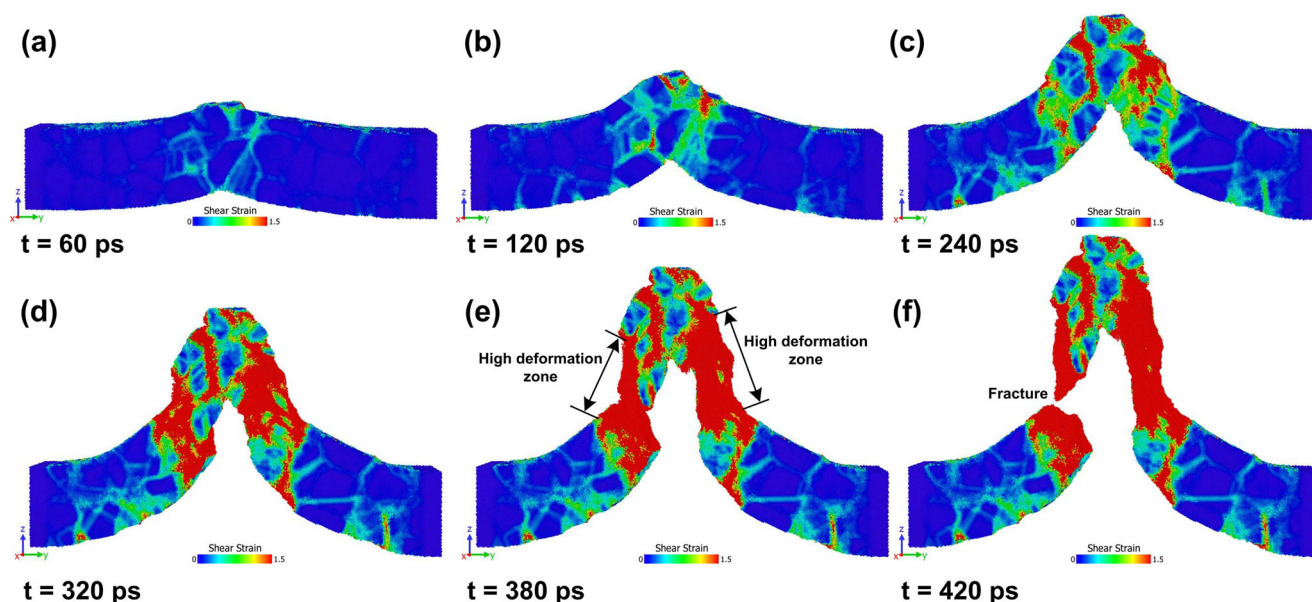 (a)
z
x
y
Shear Strain
0
1.5
t = 60 ps
(b)
z
x
y
Shear Strain
0
1.5
t = 120 ps
(c)
z
x
y
Shear Strain
0
1.5
t = 240 ps
(d)
z
x
y
Shear Strain
0
1.5
t = 320 ps
(e)
High deformation
zone
High deformation
zone
z
x
y
Shear Strain
0
1.5
t = 380 ps
(f)
Fracture
z
x
y
Shear Strain
0
1.5
t = 420 ps